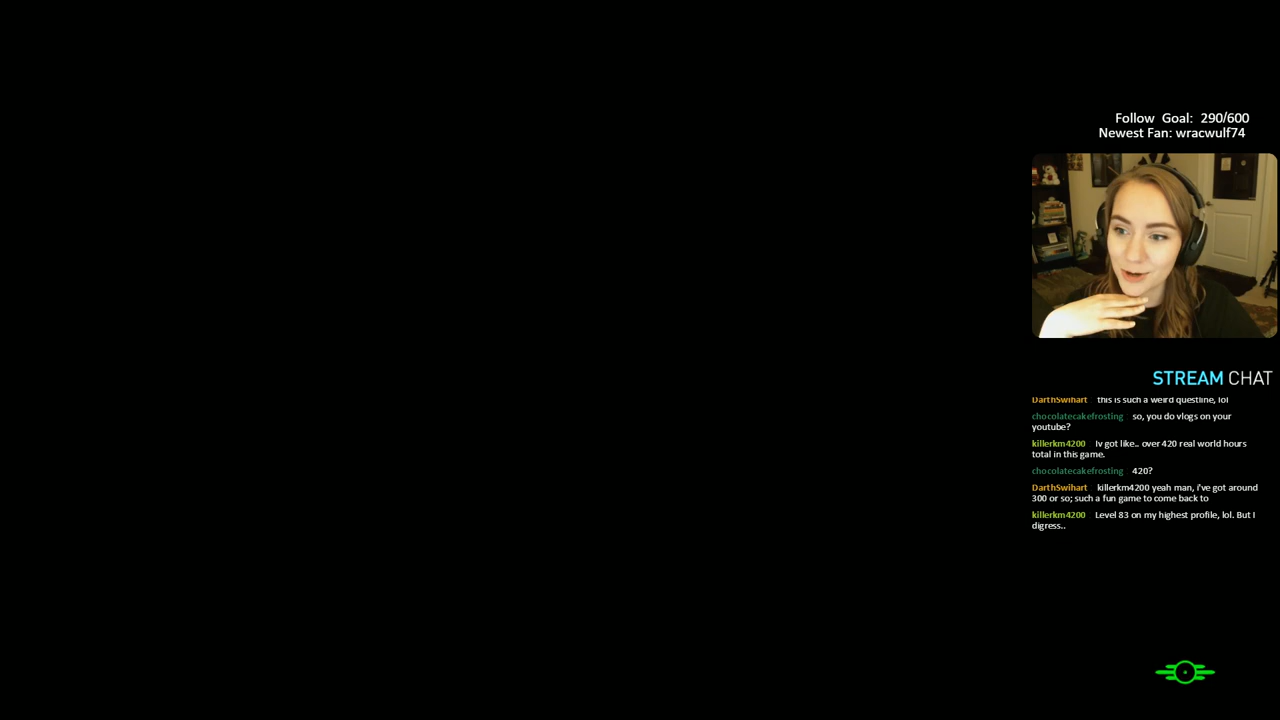 Follow Goal: 290/600
Newest Fan: wracwulf74
STREAM CHAT
DarthSwihart this is such a weird questline, lol
chocolatecakefrosting so, you do vlogs on your
youtube?
killerkm4200 Iv got like.. over 420 real world hours
total in this game.
chocolatecakefrosting 420?
DarthSwihart killerkm4200 yeah man, i've got around
300 or so; such a fun game to come back to
killerkm4200 Level 83 on my highest profile, lol. But I
digress..